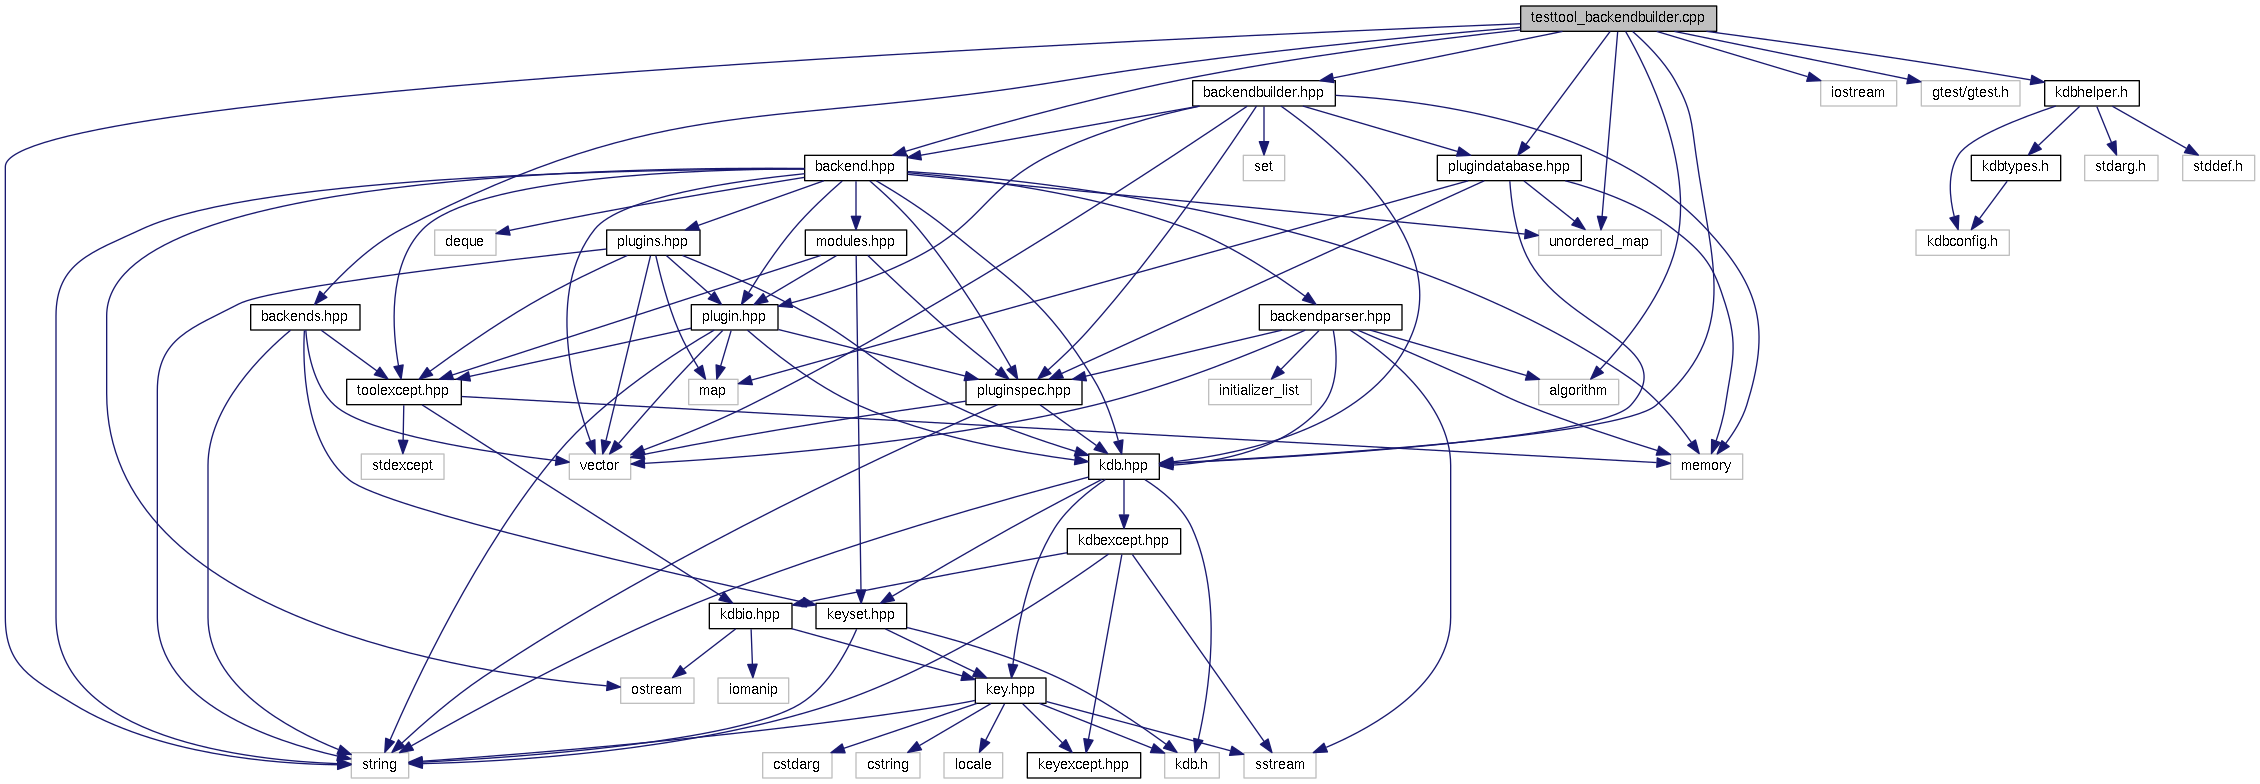 testtool_backendbuilder.cpp
backendbuilder.hpp
iostream
gtest/gtest.h
kdbhelper.h
backend.hpp
set
plugindatabase.hpp
kdbtypes.h
stdarg.h
stddef.h
deque
plugins.hpp
modules.hpp
unordered_map
kdbconfig.h
backends.hpp
plugin.hpp
backendparser.hpp
toolexcept.hpp
map
pluginspec.hpp
initializer_list
algorithm
stdexcept
vector
kdb.hpp
memory
kdbexcept.hpp
kdbio.hpp
keyset.hpp
ostream
iomanip
key.hpp
string
cstdarg
cstring
locale
keyexcept.hpp
kdb.h
sstream